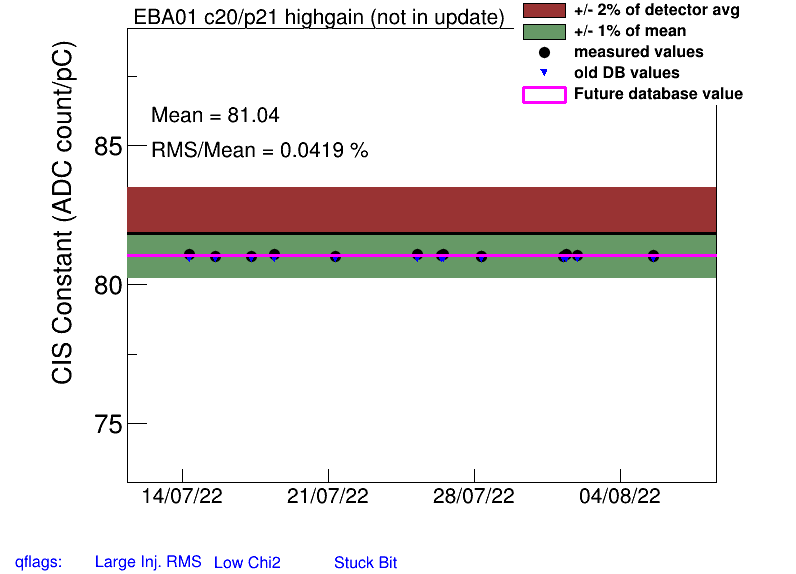 EBA01 c20/p21 highgain (not in update)
+/- 2% of detector avg
+/- 1% of mean
measured values
old DB values
Future database value
Mean = 81.04
RMS/Mean = 0.0419 %
CIS Constant (ADC count/pC)
85
80
75
14/07/22 21/07/22 28/07/22 04/08/22
qflags: Large Inj. RMS Low Chi2 Stuck Bit